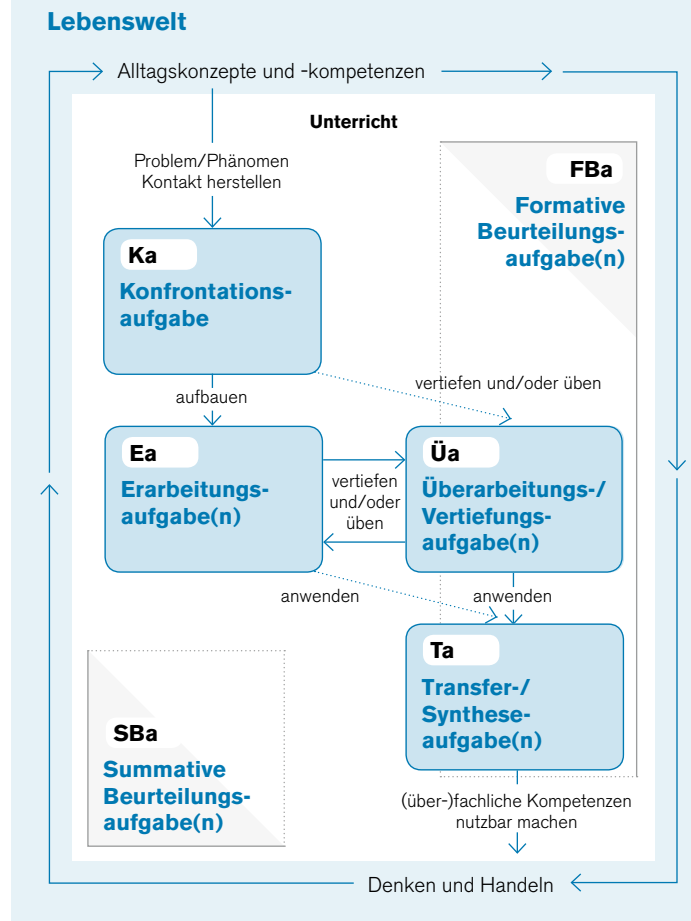 Lebenswelt
Alltagskonzepte und -kompetenzen
Unterricht
Problem/Phänomen
Kontakt herstellen
FBa
Formative
Beurteilungs-
aufgabe(n)
Ka
Konfrontations-
aufgabe
aufbauen
vertiefen und/oder üben
Ea
Erarbeitungs-
aufgabe(n)
vertiefen
und/oder
üben
Üa
Überarbeitungs-/
Vertiefungs-
aufgabe(n)
anwenden
anwenden
Ta
Transfer-/
Synthese-
aufgabe(n)
SBa
Summative
Beurteilungs-
aufgabe(n)
(über-)fachliche Kompetenzen
nutzbar machen
Denken und Handeln